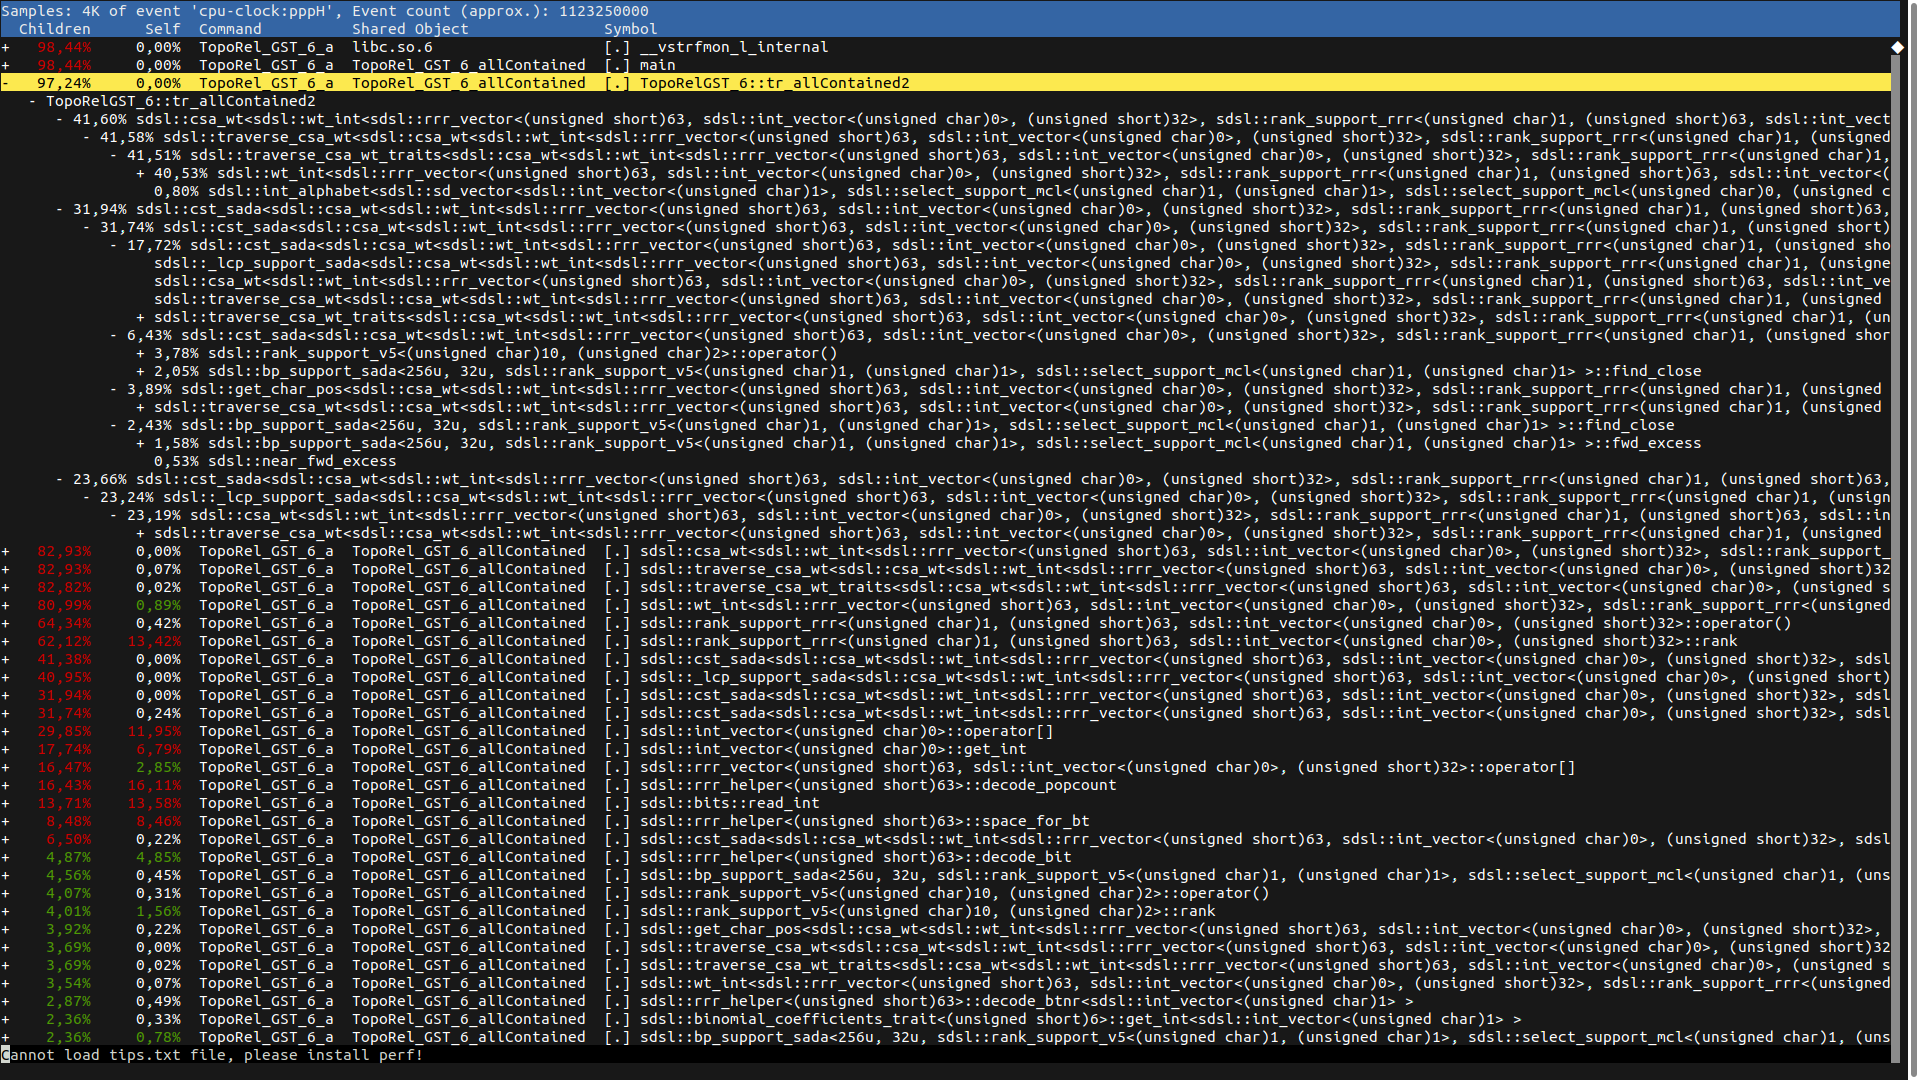 Samples: 4K of event 'cpu-clock:pppH', Event count (approx.): 1123250000
  Children      Self  Command       Shared Object               Symbol
+   98,44%     0,00%  TopoRel_GST_6_a  libc.so.6                   [.] __vstrfmon_l_internal
+   98,44%     0,00%  TopoRel_GST_6_a  TopoRel_GST_6_allContained  [.] main
-   97,24%     0,00%  TopoRel_GST_6_a  TopoRel_GST_6_allContained  [.] TopoRelGST_6::tr_allContained2
   - TopoRelGST_6::tr_allContained2
      - 41,60% sdsl::csa_wt<sdsl::wt_int<sdsl::rrr_vector<(unsigned short)63, sdsl::int_vector<(unsigned char)0>, (unsigned short)32>, sdsl::rank_support_rrr<(unsigned char)1, (unsigned short)63, sdsl::int_vect
         - 41,58% sdsl::traverse_csa_wt<sdsl::csa_wt<sdsl::wt_int<sdsl::rrr_vector<(unsigned short)63, sdsl::int_vector<(unsigned char)0>, (unsigned short)32>, sdsl::rank_support_rrr<(unsigned char)1, (unsigned
            - 41,51% sdsl::traverse_csa_wt_traits<sdsl::csa_wt<sdsl::wt_int<sdsl::rrr_vector<(unsigned short)63, sdsl::int_vector<(unsigned char)0>, (unsigned short)32>, sdsl::rank_support_rrr<(unsigned char)1,
               + 40,53% sdsl::wt_int<sdsl::rrr_vector<(unsigned short)63, sdsl::int_vector<(unsigned char)0>, (unsigned short)32>, sdsl::rank_support_rrr<(unsigned char)1, (unsigned short)63, sdsl::int_vector<(
                 0,80% sdsl::int_alphabet<sdsl::sd_vector<sdsl::int_vector<(unsigned char)1>, sdsl::select_support_mcl<(unsigned char)1, (unsigned char)1>, sdsl::select_support_mcl<(unsigned char)0, (unsigned c
      - 31,94% sdsl::cst_sada<sdsl::csa_wt<sdsl::wt_int<sdsl::rrr_vector<(unsigned short)63, sdsl::int_vector<(unsigned char)0>, (unsigned short)32>, sdsl::rank_support_rrr<(unsigned char)1, (unsigned short)63,
         - 31,74% sdsl::cst_sada<sdsl::csa_wt<sdsl::wt_int<sdsl::rrr_vector<(unsigned short)63, sdsl::int_vector<(unsigned char)0>, (unsigned short)32>, sdsl::rank_support_rrr<(unsigned char)1, (unsigned short)
            - 17,72% sdsl::cst_sada<sdsl::csa_wt<sdsl::wt_int<sdsl::rrr_vector<(unsigned short)63, sdsl::int_vector<(unsigned char)0>, (unsigned short)32>, sdsl::rank_support_rrr<(unsigned char)1, (unsigned sho
                 sdsl::_lcp_support_sada<sdsl::csa_wt<sdsl::wt_int<sdsl::rrr_vector<(unsigned short)63, sdsl::int_vector<(unsigned char)0>, (unsigned short)32>, sdsl::rank_support_rrr<(unsigned char)1, (unsigne
                 sdsl::csa_wt<sdsl::wt_int<sdsl::rrr_vector<(unsigned short)63, sdsl::int_vector<(unsigned char)0>, (unsigned short)32>, sdsl::rank_support_rrr<(unsigned char)1, (unsigned short)63, sdsl::int_ve
                 sdsl::traverse_csa_wt<sdsl::csa_wt<sdsl::wt_int<sdsl::rrr_vector<(unsigned short)63, sdsl::int_vector<(unsigned char)0>, (unsigned short)32>, sdsl::rank_support_rrr<(unsigned char)1, (unsigned
               + sdsl::traverse_csa_wt_traits<sdsl::csa_wt<sdsl::wt_int<sdsl::rrr_vector<(unsigned short)63, sdsl::int_vector<(unsigned char)0>, (unsigned short)32>, sdsl::rank_support_rrr<(unsigned char)1, (un
            - 6,43% sdsl::cst_sada<sdsl::csa_wt<sdsl::wt_int<sdsl::rrr_vector<(unsigned short)63, sdsl::int_vector<(unsigned char)0>, (unsigned short)32>, sdsl::rank_support_rrr<(unsigned char)1, (unsigned shor
               + 3,78% sdsl::rank_support_v5<(unsigned char)10, (unsigned char)2>::operator()
               + 2,05% sdsl::bp_support_sada<256u, 32u, sdsl::rank_support_v5<(unsigned char)1, (unsigned char)1>, sdsl::select_support_mcl<(unsigned char)1, (unsigned char)1> >::find_close
            - 3,89% sdsl::get_char_pos<sdsl::csa_wt<sdsl::wt_int<sdsl::rrr_vector<(unsigned short)63, sdsl::int_vector<(unsigned char)0>, (unsigned short)32>, sdsl::rank_support_rrr<(unsigned char)1, (unsigned
               + sdsl::traverse_csa_wt<sdsl::csa_wt<sdsl::wt_int<sdsl::rrr_vector<(unsigned short)63, sdsl::int_vector<(unsigned char)0>, (unsigned short)32>, sdsl::rank_support_rrr<(unsigned char)1, (unsigned
            - 2,43% sdsl::bp_support_sada<256u, 32u, sdsl::rank_support_v5<(unsigned char)1, (unsigned char)1>, sdsl::select_support_mcl<(unsigned char)1, (unsigned char)1> >::find_close
               + 1,58% sdsl::bp_support_sada<256u, 32u, sdsl::rank_support_v5<(unsigned char)1, (unsigned char)1>, sdsl::select_support_mcl<(unsigned char)1, (unsigned char)1> >::fwd_excess
                 0,53% sdsl::near_fwd_excess
      - 23,66% sdsl::cst_sada<sdsl::csa_wt<sdsl::wt_int<sdsl::rrr_vector<(unsigned short)63, sdsl::int_vector<(unsigned char)0>, (unsigned short)32>, sdsl::rank_support_rrr<(unsigned char)1, (unsigned short)63,
         - 23,24% sdsl::_lcp_support_sada<sdsl::csa_wt<sdsl::wt_int<sdsl::rrr_vector<(unsigned short)63, sdsl::int_vector<(unsigned char)0>, (unsigned short)32>, sdsl::rank_support_rrr<(unsigned char)1, (unsign
            - 23,19% sdsl::csa_wt<sdsl::wt_int<sdsl::rrr_vector<(unsigned short)63, sdsl::int_vector<(unsigned char)0>, (unsigned short)32>, sdsl::rank_support_rrr<(unsigned char)1, (unsigned short)63, sdsl::in
               + sdsl::traverse_csa_wt<sdsl::csa_wt<sdsl::wt_int<sdsl::rrr_vector<(unsigned short)63, sdsl::int_vector<(unsigned char)0>, (unsigned short)32>, sdsl::rank_support_rrr<(unsigned char)1, (unsigned
+   82,93%     0,00%  TopoRel_GST_6_a  TopoRel_GST_6_allContained  [.] sdsl::csa_wt<sdsl::wt_int<sdsl::rrr_vector<(unsigned short)63, sdsl::int_vector<(unsigned char)0>, (unsigned short)32>, sdsl::rank_support_
+   82,93%     0,07%  TopoRel_GST_6_a  TopoRel_GST_6_allContained  [.] sdsl::traverse_csa_wt<sdsl::csa_wt<sdsl::wt_int<sdsl::rrr_vector<(unsigned short)63, sdsl::int_vector<(unsigned char)0>, (unsigned short)32
+   82,82%     0,02%  TopoRel_GST_6_a  TopoRel_GST_6_allContained  [.] sdsl::traverse_csa_wt_traits<sdsl::csa_wt<sdsl::wt_int<sdsl::rrr_vector<(unsigned short)63, sdsl::int_vector<(unsigned char)0>, (unsigned s
+   80,99%     0,89%  TopoRel_GST_6_a  TopoRel_GST_6_allContained  [.] sdsl::wt_int<sdsl::rrr_vector<(unsigned short)63, sdsl::int_vector<(unsigned char)0>, (unsigned short)32>, sdsl::rank_support_rrr<(unsigned
+   64,34%     0,42%  TopoRel_GST_6_a  TopoRel_GST_6_allContained  [.] sdsl::rank_support_rrr<(unsigned char)1, (unsigned short)63, sdsl::int_vector<(unsigned char)0>, (unsigned short)32>::operator()
+   62,12%    13,42%  TopoRel_GST_6_a  TopoRel_GST_6_allContained  [.] sdsl::rank_support_rrr<(unsigned char)1, (unsigned short)63, sdsl::int_vector<(unsigned char)0>, (unsigned short)32>::rank
+   41,38%     0,00%  TopoRel_GST_6_a  TopoRel_GST_6_allContained  [.] sdsl::cst_sada<sdsl::csa_wt<sdsl::wt_int<sdsl::rrr_vector<(unsigned short)63, sdsl::int_vector<(unsigned char)0>, (unsigned short)32>, sdsl
+   40,95%     0,00%  TopoRel_GST_6_a  TopoRel_GST_6_allContained  [.] sdsl::_lcp_support_sada<sdsl::csa_wt<sdsl::wt_int<sdsl::rrr_vector<(unsigned short)63, sdsl::int_vector<(unsigned char)0>, (unsigned short)
+   31,94%     0,00%  TopoRel_GST_6_a  TopoRel_GST_6_allContained  [.] sdsl::cst_sada<sdsl::csa_wt<sdsl::wt_int<sdsl::rrr_vector<(unsigned short)63, sdsl::int_vector<(unsigned char)0>, (unsigned short)32>, sdsl
+   31,74%     0,24%  TopoRel_GST_6_a  TopoRel_GST_6_allContained  [.] sdsl::cst_sada<sdsl::csa_wt<sdsl::wt_int<sdsl::rrr_vector<(unsigned short)63, sdsl::int_vector<(unsigned char)0>, (unsigned short)32>, sdsl
+   29,85%    11,95%  TopoRel_GST_6_a  TopoRel_GST_6_allContained  [.] sdsl::int_vector<(unsigned char)0>::operator[]
+   17,74%     6,79%  TopoRel_GST_6_a  TopoRel_GST_6_allContained  [.] sdsl::int_vector<(unsigned char)0>::get_int
+   16,47%     2,85%  TopoRel_GST_6_a  TopoRel_GST_6_allContained  [.] sdsl::rrr_vector<(unsigned short)63, sdsl::int_vector<(unsigned char)0>, (unsigned short)32>::operator[]
+   16,43%    16,11%  TopoRel_GST_6_a  TopoRel_GST_6_allContained  [.] sdsl::rrr_helper<(unsigned short)63>::decode_popcount
+   13,71%    13,58%  TopoRel_GST_6_a  TopoRel_GST_6_allContained  [.] sdsl::bits::read_int
+    8,48%     8,46%  TopoRel_GST_6_a  TopoRel_GST_6_allContained  [.] sdsl::rrr_helper<(unsigned short)63>::space_for_bt
+    6,50%     0,22%  TopoRel_GST_6_a  TopoRel_GST_6_allContained  [.] sdsl::cst_sada<sdsl::csa_wt<sdsl::wt_int<sdsl::rrr_vector<(unsigned short)63, sdsl::int_vector<(unsigned char)0>, (unsigned short)32>, sdsl
+    4,87%     4,85%  TopoRel_GST_6_a  TopoRel_GST_6_allContained  [.] sdsl::rrr_helper<(unsigned short)63>::decode_bit
+    4,56%     0,45%  TopoRel_GST_6_a  TopoRel_GST_6_allContained  [.] sdsl::bp_support_sada<256u, 32u, sdsl::rank_support_v5<(unsigned char)1, (unsigned char)1>, sdsl::select_support_mcl<(unsigned char)1, (uns
+    4,07%     0,31%  TopoRel_GST_6_a  TopoRel_GST_6_allContained  [.] sdsl::rank_support_v5<(unsigned char)10, (unsigned char)2>::operator()
+    4,01%     1,56%  TopoRel_GST_6_a  TopoRel_GST_6_allContained  [.] sdsl::rank_support_v5<(unsigned char)10, (unsigned char)2>::rank
+    3,92%     0,22%  TopoRel_GST_6_a  TopoRel_GST_6_allContained  [.] sdsl::get_char_pos<sdsl::csa_wt<sdsl::wt_int<sdsl::rrr_vector<(unsigned short)63, sdsl::int_vector<(unsigned char)0>, (unsigned short)32>,
+    3,69%     0,00%  TopoRel_GST_6_a  TopoRel_GST_6_allContained  [.] sdsl::traverse_csa_wt<sdsl::csa_wt<sdsl::wt_int<sdsl::rrr_vector<(unsigned short)63, sdsl::int_vector<(unsigned char)0>, (unsigned short)32
+    3,69%     0,02%  TopoRel_GST_6_a  TopoRel_GST_6_allContained  [.] sdsl::traverse_csa_wt_traits<sdsl::csa_wt<sdsl::wt_int<sdsl::rrr_vector<(unsigned short)63, sdsl::int_vector<(unsigned char)0>, (unsigned s
+    3,54%     0,07%  TopoRel_GST_6_a  TopoRel_GST_6_allContained  [.] sdsl::wt_int<sdsl::rrr_vector<(unsigned short)63, sdsl::int_vector<(unsigned char)0>, (unsigned short)32>, sdsl::rank_support_rrr<(unsigned
+    2,87%     0,49%  TopoRel_GST_6_a  TopoRel_GST_6_allContained  [.] sdsl::rrr_helper<(unsigned short)63>::decode_btnr<sdsl::int_vector<(unsigned char)1> >
+    2,36%     0,33%  TopoRel_GST_6_a  TopoRel_GST_6_allContained  [.] sdsl::binomial_coefficients_trait<(unsigned short)6>::get_int<sdsl::int_vector<(unsigned char)1> >
+    2,36%     0,78%  TopoRel_GST_6_a  TopoRel_GST_6_allContained  [.] sdsl::bp_support_sada<256u, 32u, sdsl::rank_support_v5<(unsigned char)1, (unsigned char)1>, sdsl::select_support_mcl<(unsigned char)1, (uns
Cannot load tips.txt file, please install perf!